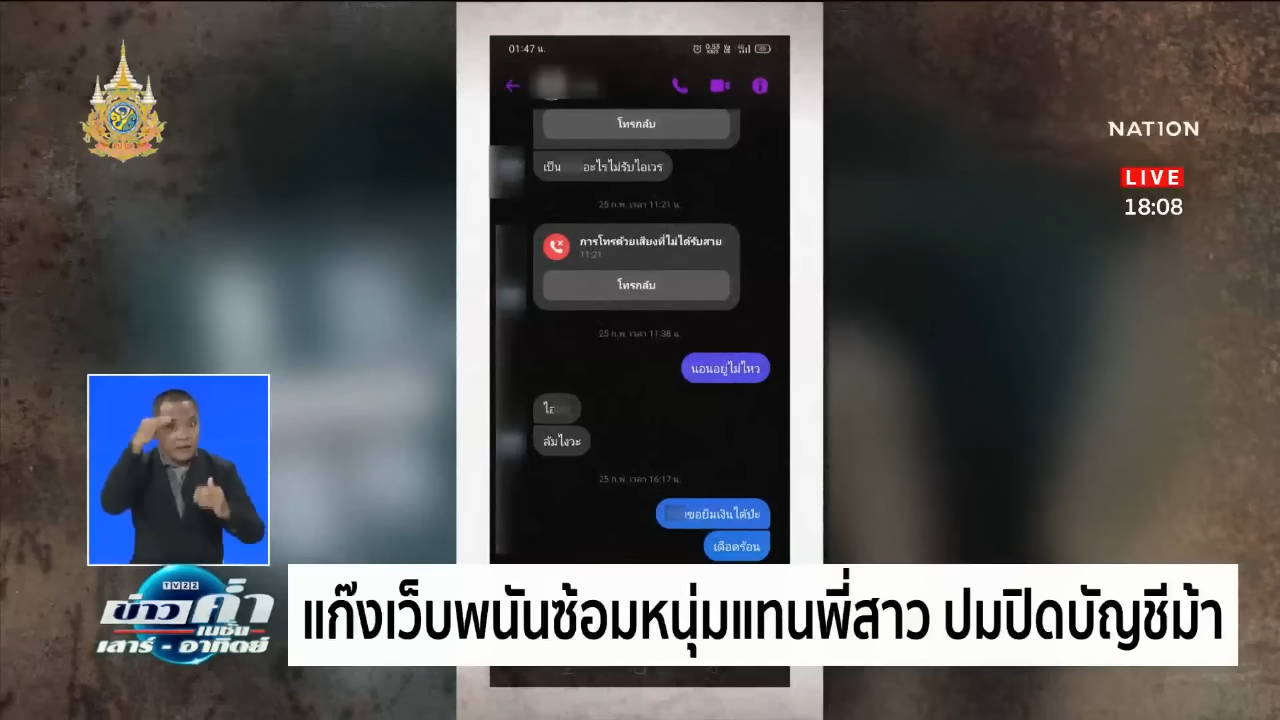 01:47 น.
โทรกลับ
เป็น อะไรไม่รับไอเวร
25 ก.พ. เวลา 11:21 น.
การโทรด้วยเสียงที่ไม่ได้รับสาย
11:21
โทรกลับ
25 ก.พ. เวลา 11:38 น.
นอนอยู่ไม่ไหว
ไอ
ลัมไงวะ
25 ก.พ. เวลา 16:17 น.
ขอยืมเงินได้ป่ะ
เดือดร้อน
NATION
LIVE
18:08
TV22
ข่าวค่ำ
เนชั่น
เสาร์ - อาทิตย์
แก๊งเว็บพนันซ้อมหนุ่มแทนพี่สาว ปมปิดบัญชีม้า